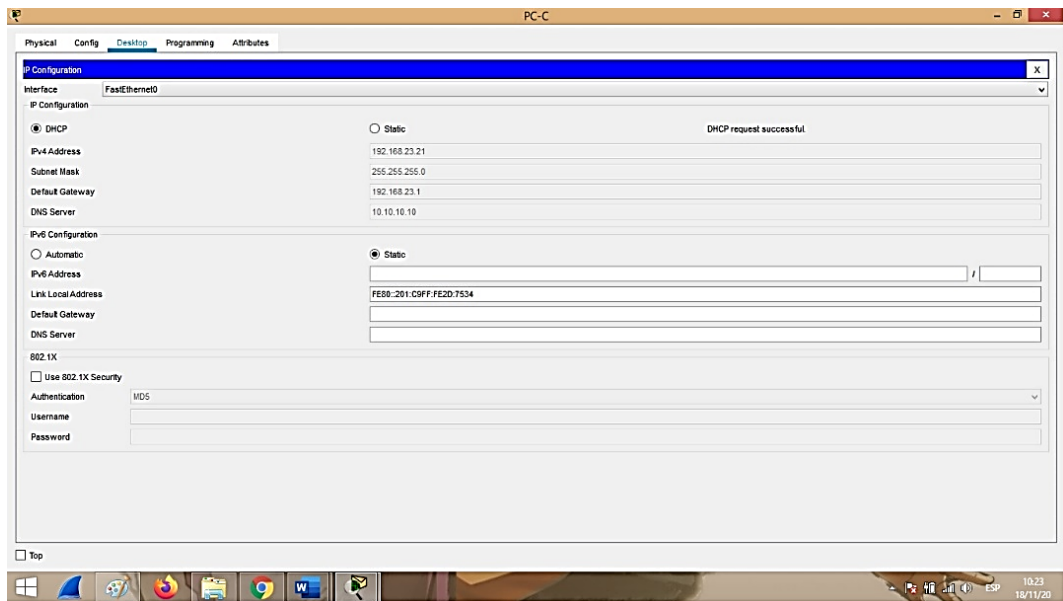 PC-C
Physical Config Desktop Programming Attributes
IP Configuration X
Interface FastEthernet0
IP Configuration
DHCP Static DHCP request successful.
IPv4 Address 192.168.23.21
Subnet Mask 255.255.255.0
Default Gateway 192.168.23.1
DNS Server 10.10.10.10
IPv6 Configuration
Automatic Static
IPv6 Address /
Link Local Address FE80::201:C9FF:FE2D:7534
Default Gateway
DNS Server
802.1X
Use 802.1X Security
Authentication MD5
Username
Password
Top
ESP 10:23
18/11/20